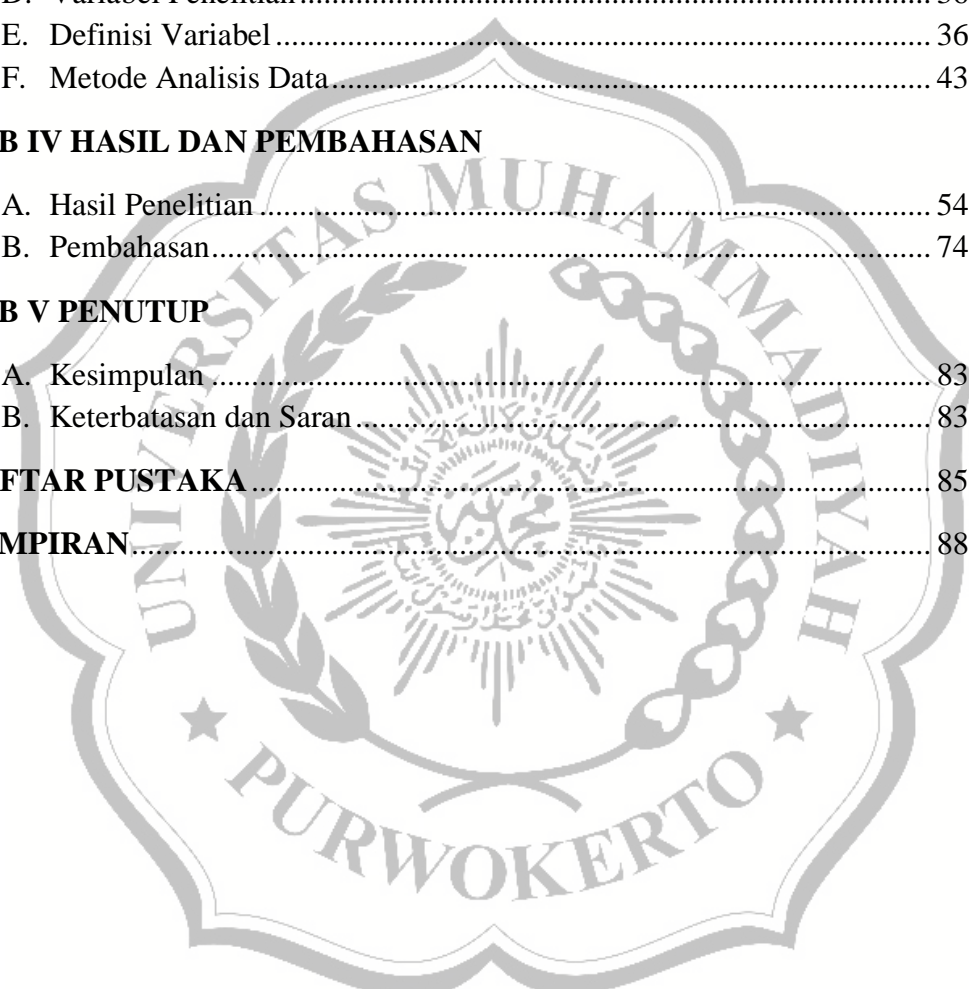 D. Variabel Penelitian
E. Definisi Variabel ........................ 36
F. Metode Analisis Data ........................ 43
B IV HASIL DAN PEMBAHASAN
A. Hasil Penelitian ........................ 54
B. Pembahasan ........................ 74
B V PENUTUP
A. Kesimpulan ........................ 83
B. Keterbatasan dan Saran ........................ 83
FTAR PUSTAKA ........................ 85
MPIRAN ........................ 88
UNIVERSITAS MUHAMMADIYAH
PURWOKERTO